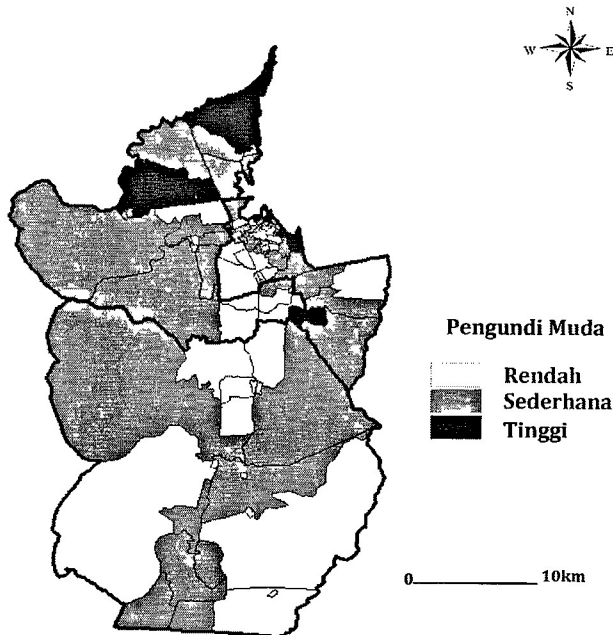 N
W E
S
Pengundi Muda
Rendah
Sederhana
Tinggi
0 10km